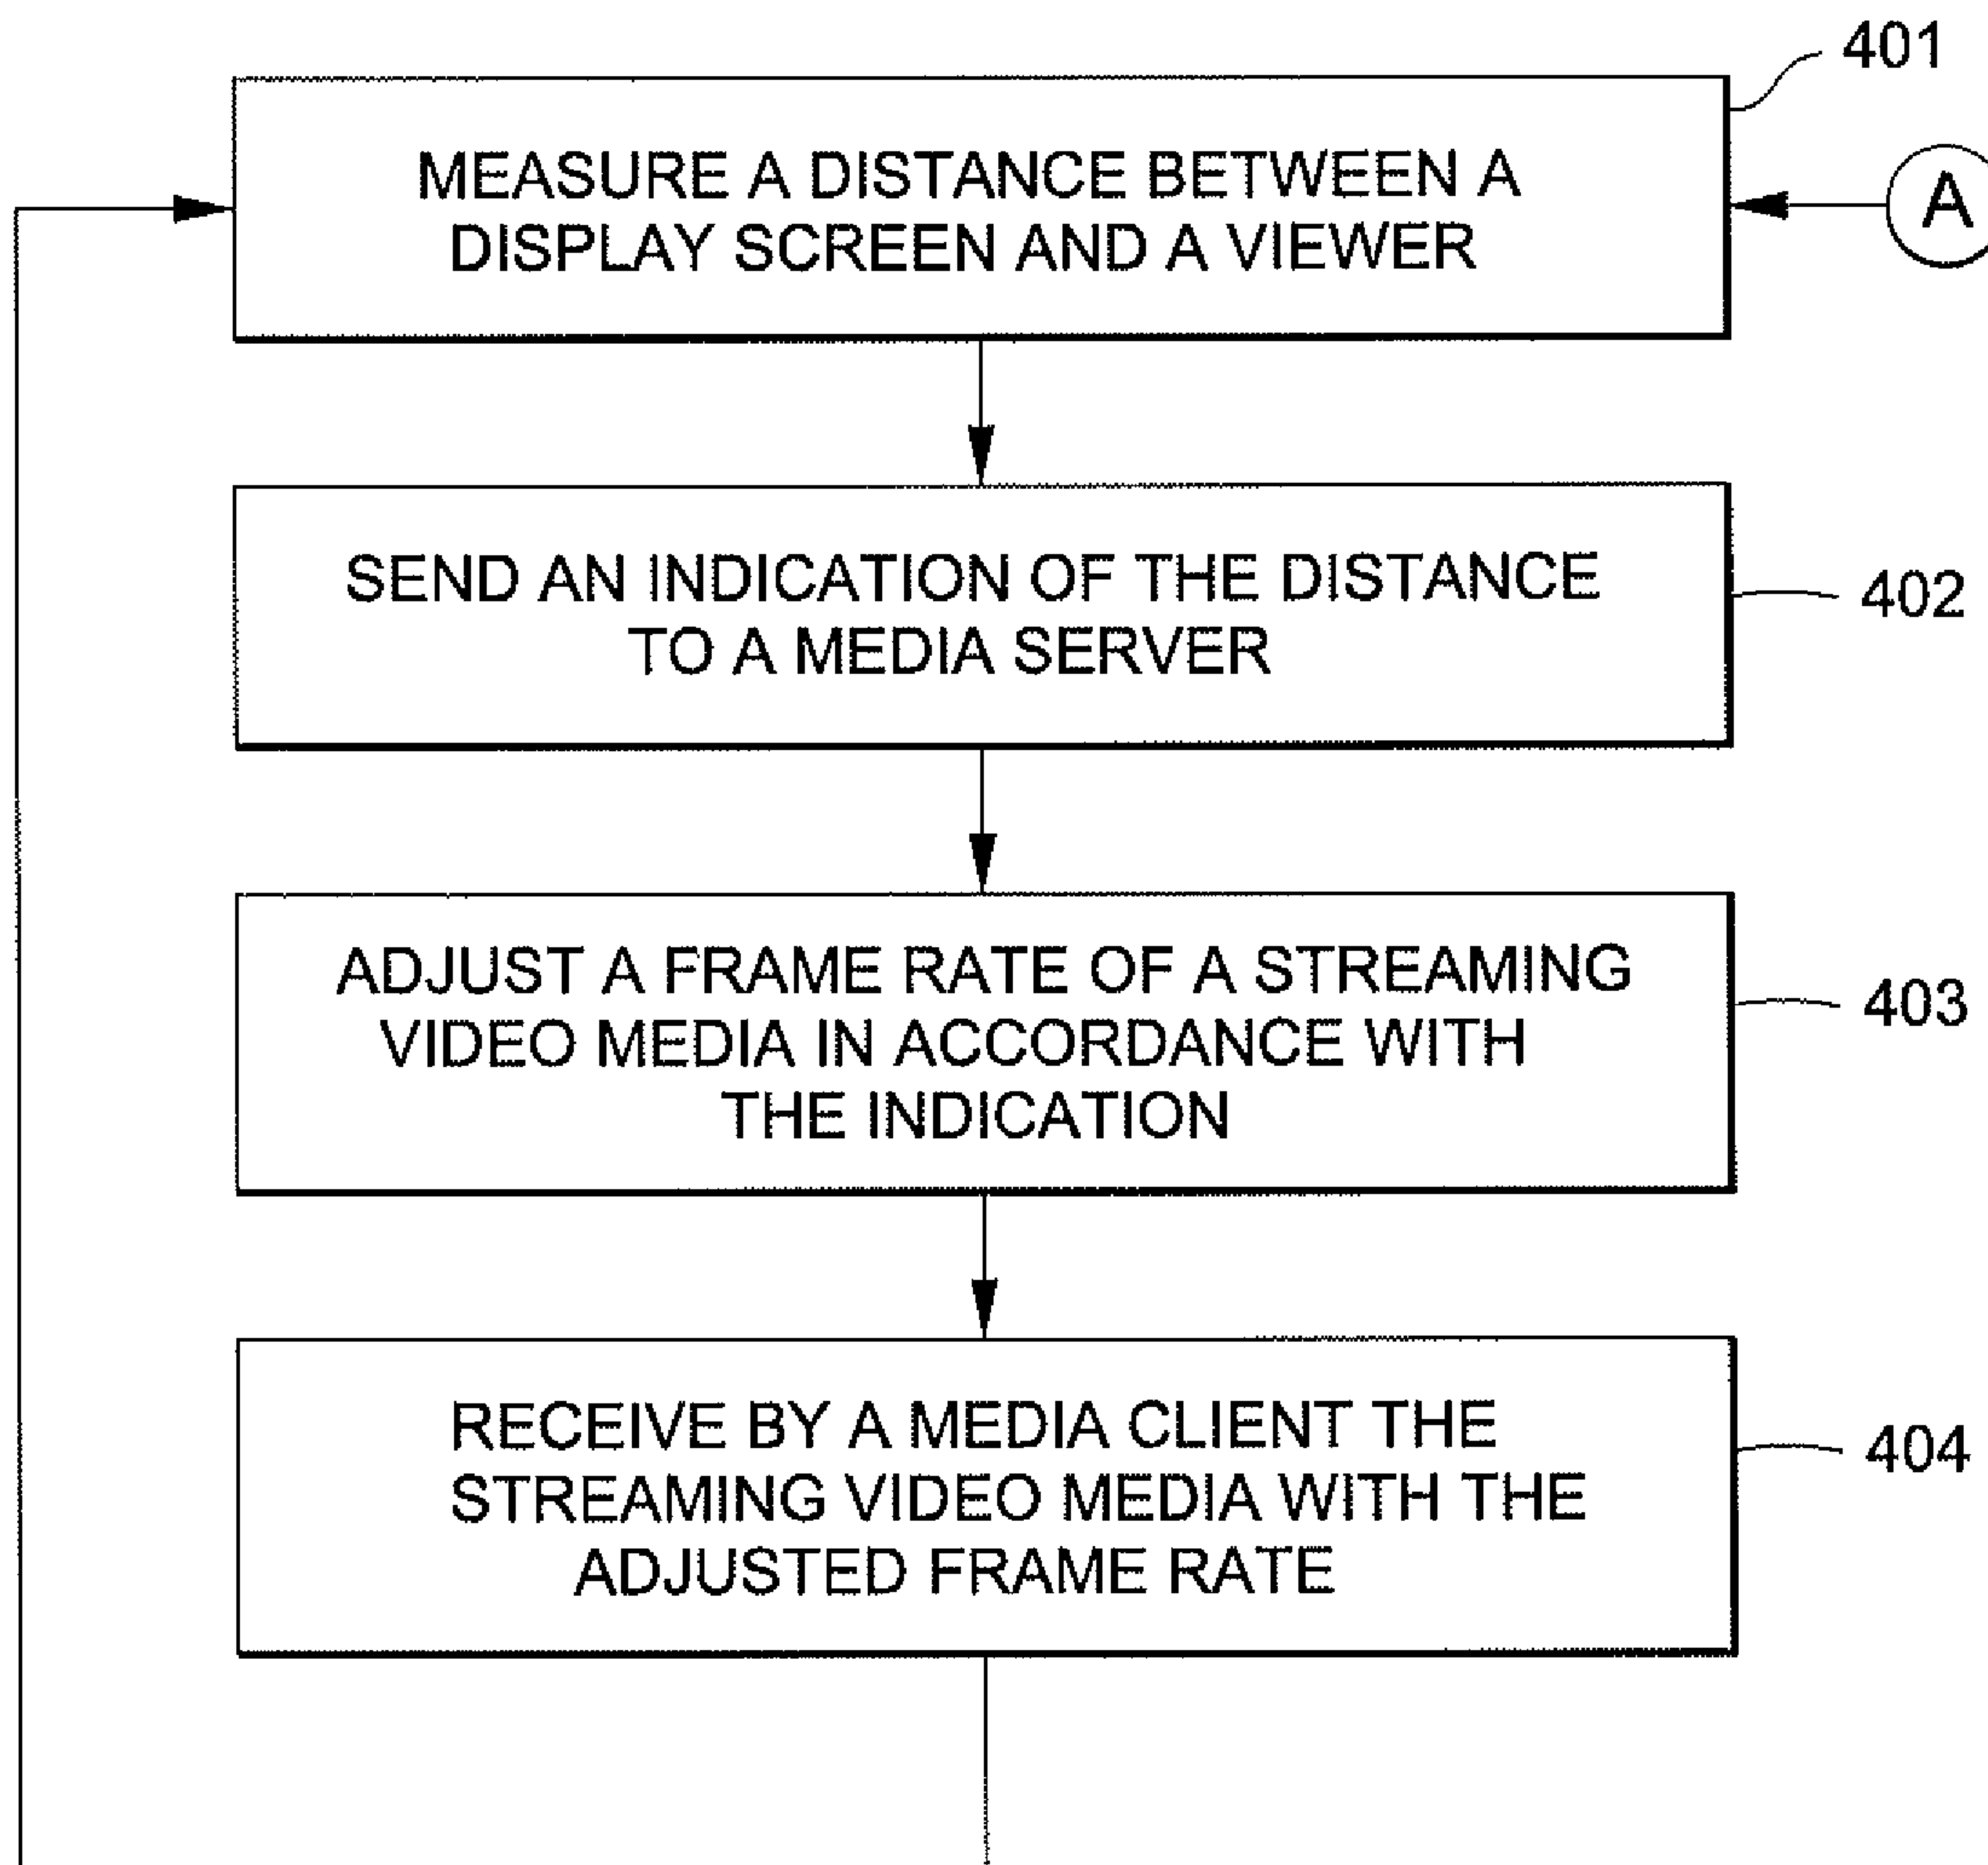 401
MEASURE A DISTANCE BETWEEN A
DISPLAY SCREEN AND A VIEWER
A
SEND AN INDICATION OF THE DISTANCE
TO A MEDIA SERVER
402
ADJUST A FRAME RATE OF A STREAMING
VIDEO MEDIA IN ACCORDANCE WITH
THE INDICATION
403
RECEIVE BY A MEDIA CLIENT THE
STREAMING VIDEO MEDIA WITH THE
ADJUSTED FRAME RATE
404